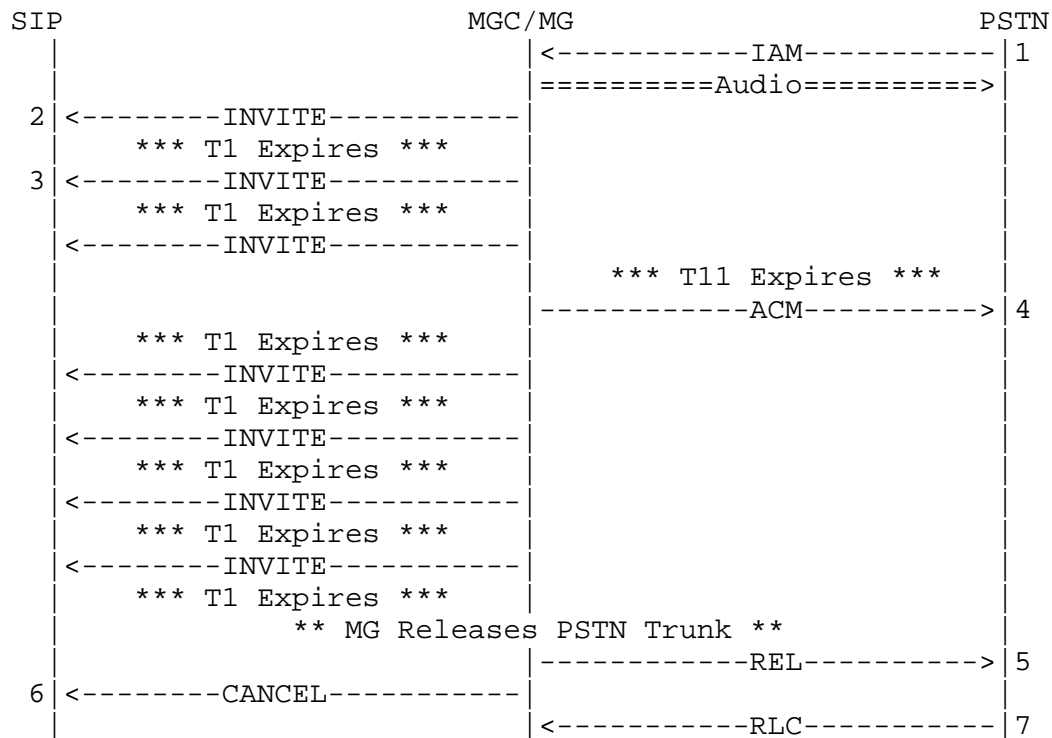 SIP                       MGC/MG                       PSTN
  |                          |<-----------IAM-----------|1
  |                          |==========Audio==========>|
 2|<--------INVITE-----------|                          |
  |    *** T1 Expires ***    |                          |
 3|<--------INVITE-----------|                          |
  |    *** T1 Expires ***    |                          |
  |<--------INVITE-----------|                          |
  |                          |    *** T11 Expires ***   |
  |                          |------------ACM---------->|4
  |    *** T1 Expires ***    |                          |
  |<--------INVITE-----------|                          |
  |    *** T1 Expires ***    |                          |
  |<--------INVITE-----------|                          |
  |    *** T1 Expires ***    |                          |
  |<--------INVITE-----------|                          |
  |    *** T1 Expires ***    |                          |
  |<--------INVITE-----------|                          |
  |    *** T1 Expires ***    |                          |
  |             ** MG Releases PSTN Trunk **            |
  |                          |------------REL---------->|5
 6|<--------CANCEL-----------|                          |
  |                          |<-----------RLC-----------|7